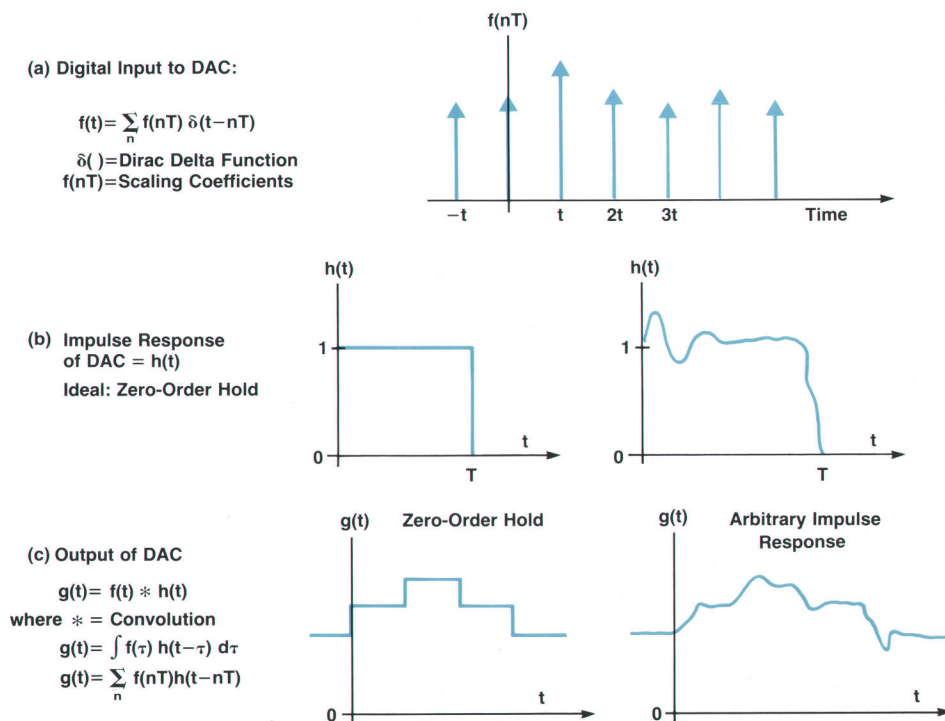 f(nT)
(a) Digital Input to DAC:
f(t)= ∑ f(nT) δ(t−nT)
n
δ( )=Dirac Delta Function
f(nT)=Scaling Coefficients
−t t 2t 3t Time
h(t) h(t)
(b) Impulse Response
of DAC = h(t)
Ideal: Zero-Order Hold
1 1
t t
0 0
T T
g(t) Zero-Order Hold g(t) Arbitrary Impulse
Response
(c) Output of DAC
g(t)= f(t) * h(t)
where * = Convolution
g(t)= ∫ f(τ) h(t−τ) dτ
g(t)= ∑ f(nT)h(t−nT)
n
t t
0 0